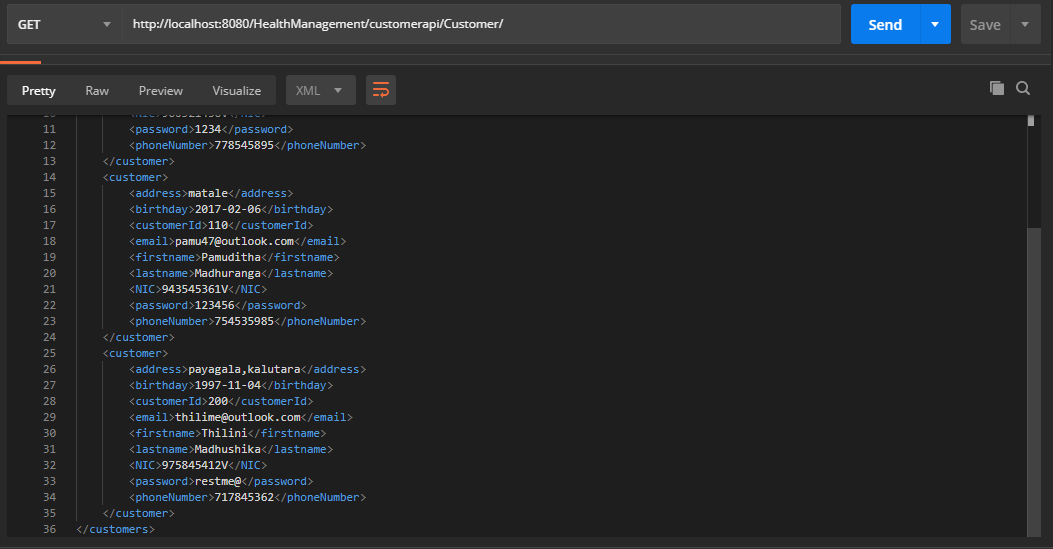 GET http://localhost:8080/HealthManagement/customerapi/Customer/ Send Save
Pretty Raw Preview Visualize XML
11 <password>1234</password>
12 <phoneNumber>778545895</phoneNumber>
13 </customer>
14 <customer>
15 <address>matale</address>
16 <birthday>2017-02-06</birthday>
17 <customerId>110</customerId>
18 <email>pamu47@outlook.com</email>
19 <firstname>Pamuditha</firstname>
20 <lastname>Madhuranga</lastname>
21 <NIC>943545361V</NIC>
22 <password>123456</password>
23 <phoneNumber>754535985</phoneNumber>
24 </customer>
25 <customer>
26 <address>payagala,kalutara</address>
27 <birthday>1997-11-04</birthday>
28 <customerId>200</customerId>
29 <email>thilime@outlook.com</email>
30 <firstname>Thilini</firstname>
31 <lastname>Madhushika</lastname>
32 <NIC>975845412V</NIC>
33 <password>restme@</password>
34 <phoneNumber>717845362</phoneNumber>
35 </customer>
36 </customers>